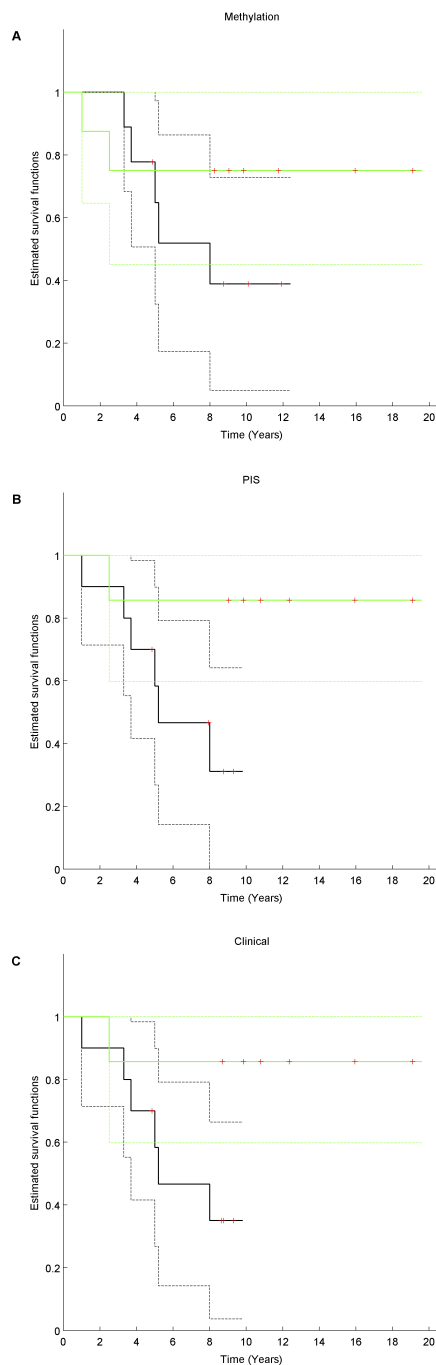 Methylation
A
1
0.8
0.6
0.4
0.2
0
Estimated survival functions
0 2 4 6 8 10 12 14 16 18 20
Time (Years)
PIS
B
1
0.8
0.6
0.4
0.2
0
Estimated survival functions
0 2 4 6 8 10 12 14 16 18 20
Time (Years)
Clinical
C
1
0.8
0.6
0.4
0.2
0
Estimated survival functions
0 2 4 6 8 10 12 14 16 18 20
Time (Years)